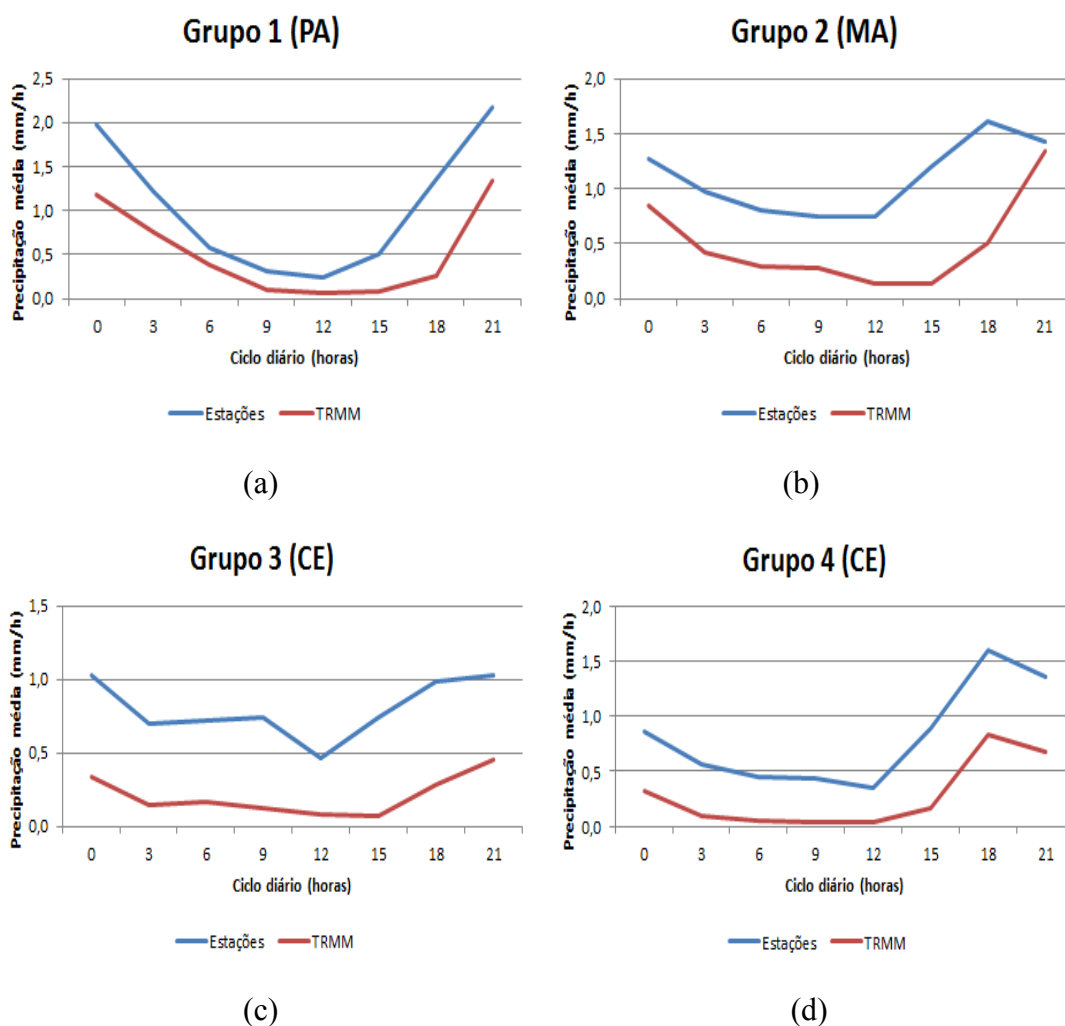 Grupo 1 (PA)
Precipitação média (mm/h)
2,5
2,0
1,5
1,0
0,5
0,0
0 3 6 9 12 15 18 21
Ciclo diário (horas)
Estações TRMM
(a)
Grupo 2 (MA)
Precipitação média (mm/h)
2,0
1,5
1,0
0,5
0,0
0 3 6 9 12 15 18 21
Ciclo diário (horas)
Estações TRMM
(b)
Grupo 3 (CE)
Precipitação média (mm/h)
1,5
1,0
0,5
0,0
0 3 6 9 12 15 18 21
Ciclo diário (horas)
Estações TRMM
(c)
Grupo 4 (CE)
Precipitação média (mm/h)
2,0
1,5
1,0
0,5
0,0
0 3 6 9 12 15 18 21
Ciclo diário (horas)
Estações TRMM
(d)